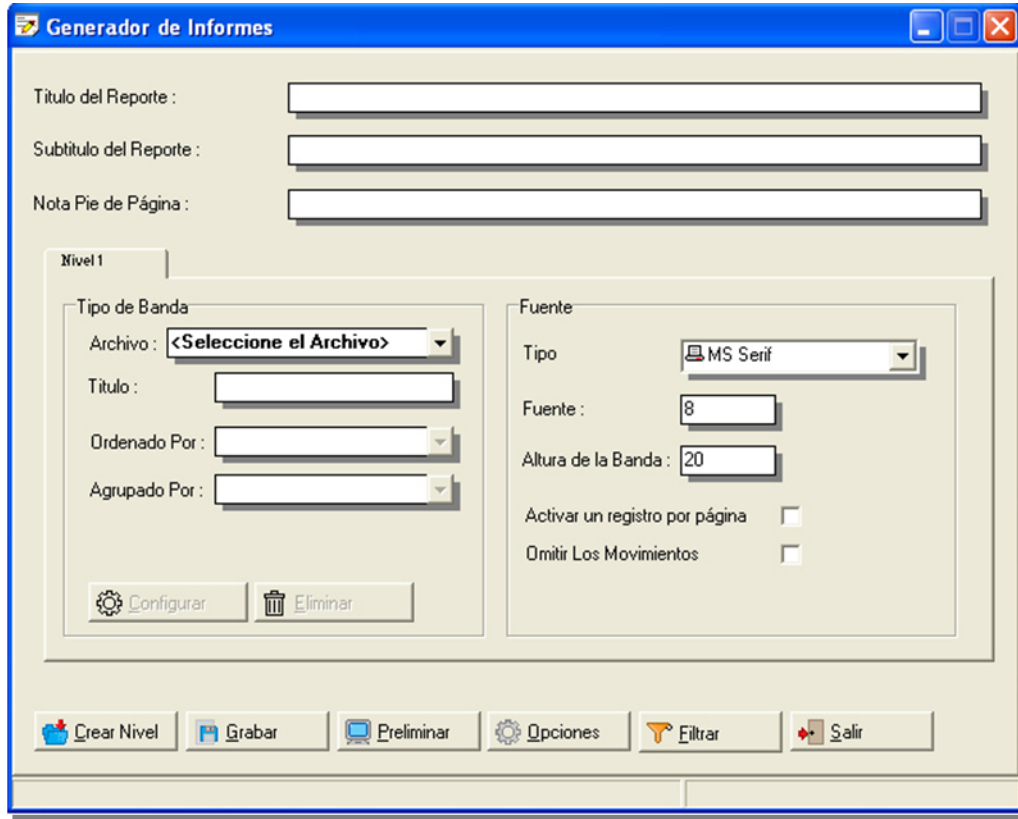 Generador de Informes
Titulo del Reporte :
Subtitulo del Reporte :
Nota Pie de Página :
Nivel1
Tipo de Banda
Archivo : <Seleccione el Archivo>
Titulo :
Ordenado Por :
Agrupado Por :
Configurar
Eliminar
Fuente
Tipo MS Serif
Fuente : 8
Altura de la Banda : 20
Activar un registro por página
Omitir Los Movimientos
Crear Nivel
Grabar
Preliminar
Opciones
Filtrar
Salir